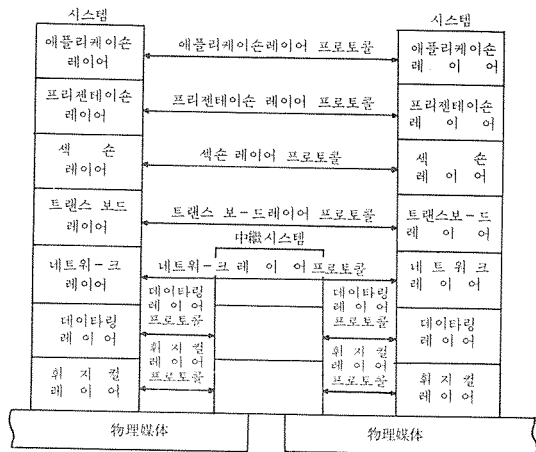 시스템
시스템
애플리케이숀
레이어
애플리케이숀레이어 프로토콜
애플리케이숀
레 이 어
프리젠테이숀
레이어
프리젠테이숀 레이어 프로토콜
프리젠테이숀
레 이 어
섹 숀
레이어
섹숀 레이어 프로토콜
섹 숀
레 이 어
트랜스 보드
레이어
트랜스 보-드레이어 프로토콜
트랜스보-드
레 이 어
中繼시스템
네트워-크
레이어
네트워-크 레 이 어 프로토콜
네 트 워 크
레 이 어
데이타링
레 이 어
프로토콜
데이타링
레 이 어
프로토콜
데이타링
레 이 어
데이타링
레 이 어
휘 지 컬
레 이 어
프로토콜
휘 지 컬
레 이 어
프로토콜
휘 지 컬
레 이 어
휘 지 컬
레 이 어
物理媒体
物理媒体